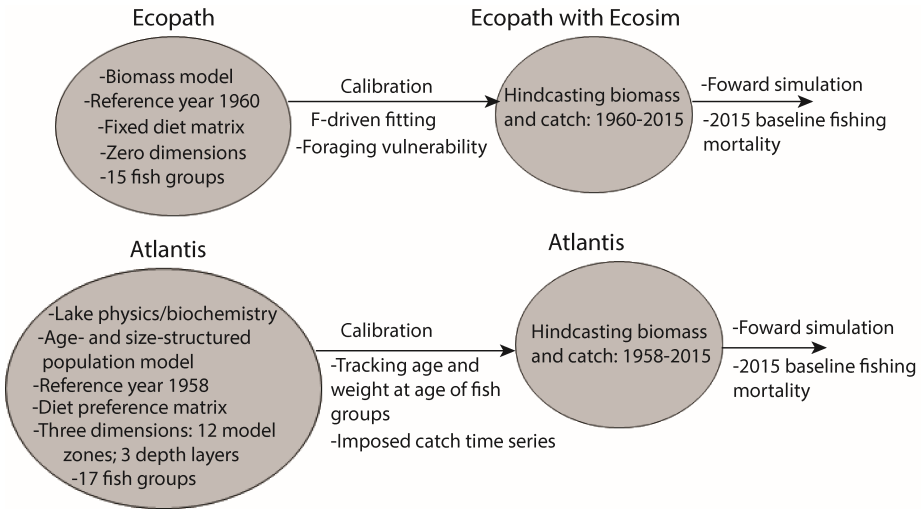 Ecopath
-Biomass model
-Reference year 1960
-Fixed diet matrix
-Zero dimensions
-15 fish groups
Calibration
F-driven fitting
-Foraging vulnerability
Ecopath with Ecosim
Hindcasting biomass
and catch: 1960-2015
-Foward simulation
-2015 baseline fishing
mortality
Atlantis
-Lake physics/biochemistry
-Age- and size-structured
population model
-Reference year 1958
-Diet preference matrix
-Three dimensions: 12 model
zones; 3 depth layers
-17 fish groups
Calibration
-Tracking age and
weight at age of fish
groups
-Imposed catch time series
Atlantis
Hindcasting biomass
and catch: 1958-2015
-Foward simulation
-2015 baseline fishing
mortality